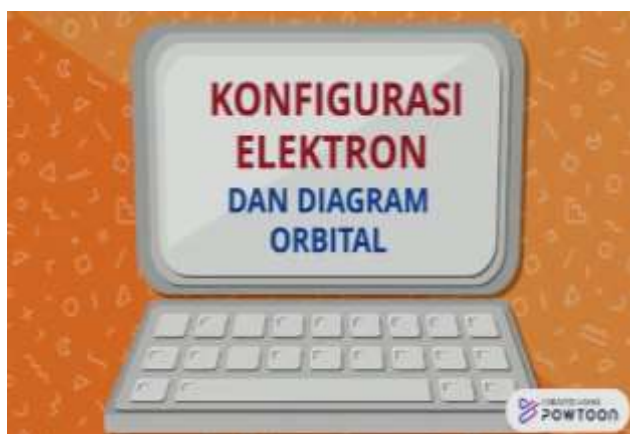 KONFIGURASI
ELEKTRON
DAN DIAGRAM
ORBITAL
POWTOON